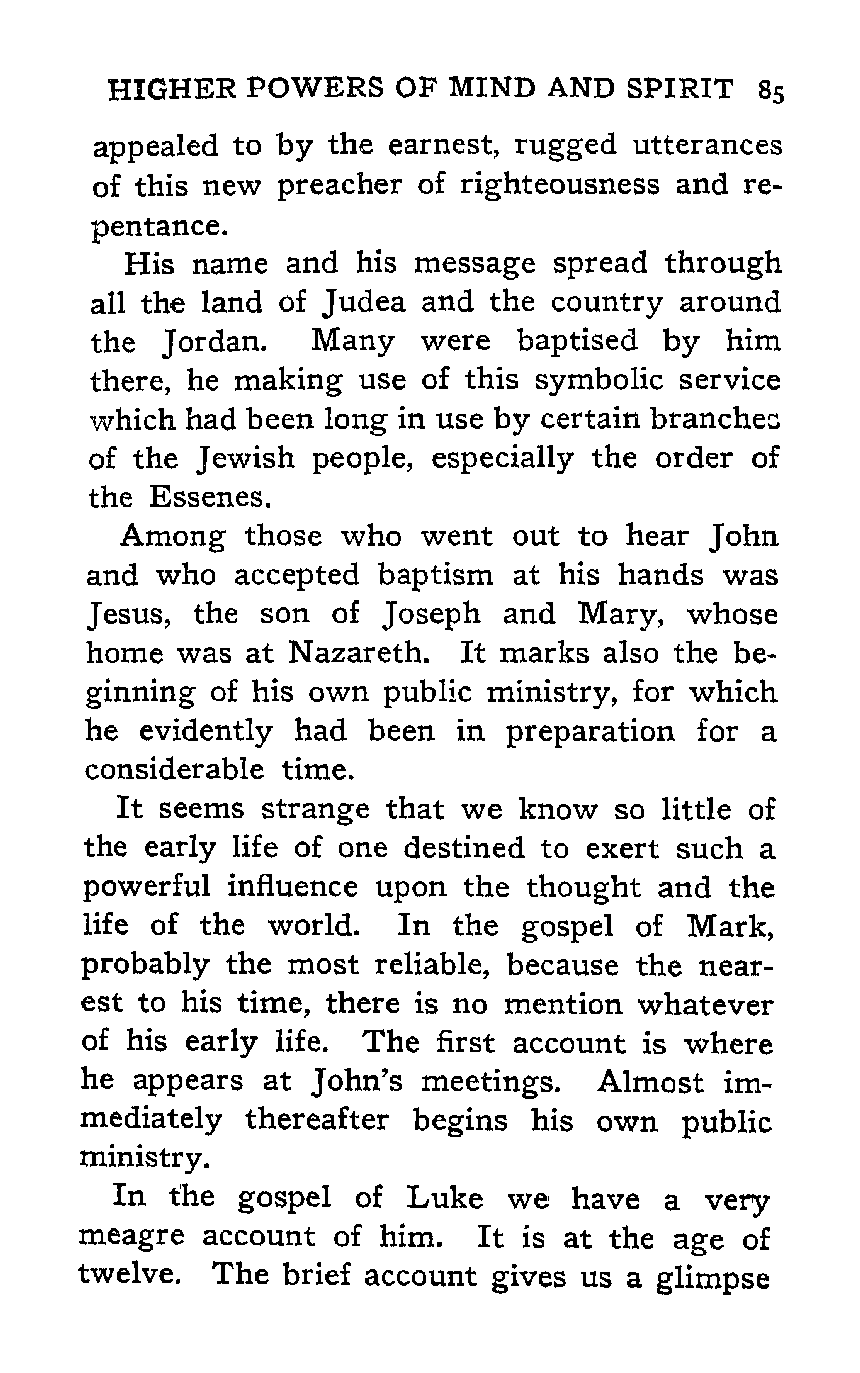 HIGHER POWERS OF MIND AND SPIRIT 85
appealed to by the earnest, rugged utterances
of this new preacher of righteousness and re-
pentance.
His name and his message spread through
all the land of Judea and the country around
the Jordan. Many were baptised by him
there, he making use of this symbolic service
which had been long in use by certain branches
of the Jewish people, especially the order of
the Essenes.
Among those who went out to hear John
and who accepted baptism at his hands was
Jesus, the son of Joseph and Mary, whose
home was at Nazareth. It marks also the be-
ginning of his own public ministry, for which
he evidently had been in preparation for a
considerable time.
It seems strange that we know so little of
the early life of one destined to exert such a
powerful influence upon the thought and the
life of the world. In the gospel of Mark,
probably the most reliable, because the near-
est to his time, there is no mention whatever
of his early life. The first account is where
he appears at John's meetings. Almost im-
mediately thereafter begins his own public
ministry.
In the gospel of Luke we have a very
meagre account of him. It is at the age of
twelve. The brief account gives us a glimpse